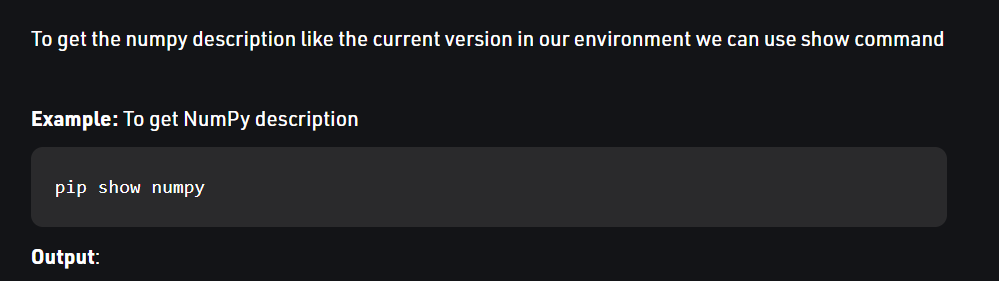 To get the numpy description like the current version in our environment we can use show command
Example: To get NumPy description
pip show numpy
Output: